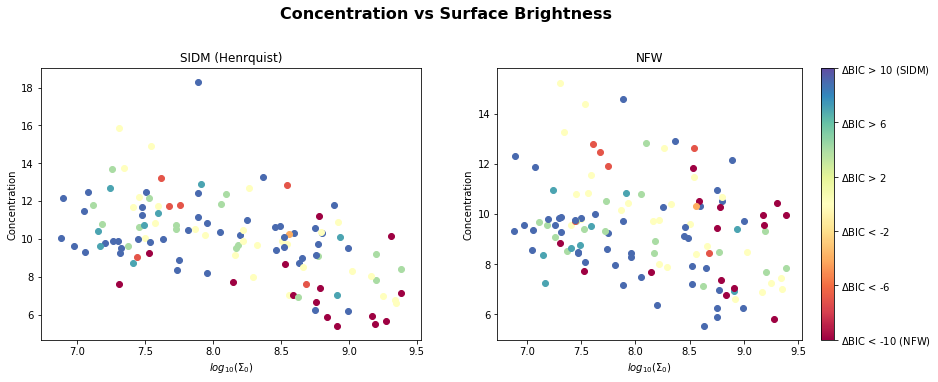 Concentration vs Surface Brightness
SIDM (Henrquist)
18
16
14
12
10
8
6
Concentration
7.0 7.5 8.0 8.5 9.0 9.5
log10(Σ0)
NFW
14
12
10
8
6
Concentration
7.0 7.5 8.0 8.5 9.0 9.5
log10(Σ0)
ΔBIC > 10 (SIDM)
ΔBIC > 6
ΔBIC > 2
ΔBIC < -2
ΔBIC < -6
ΔBIC < -10 (NFW)